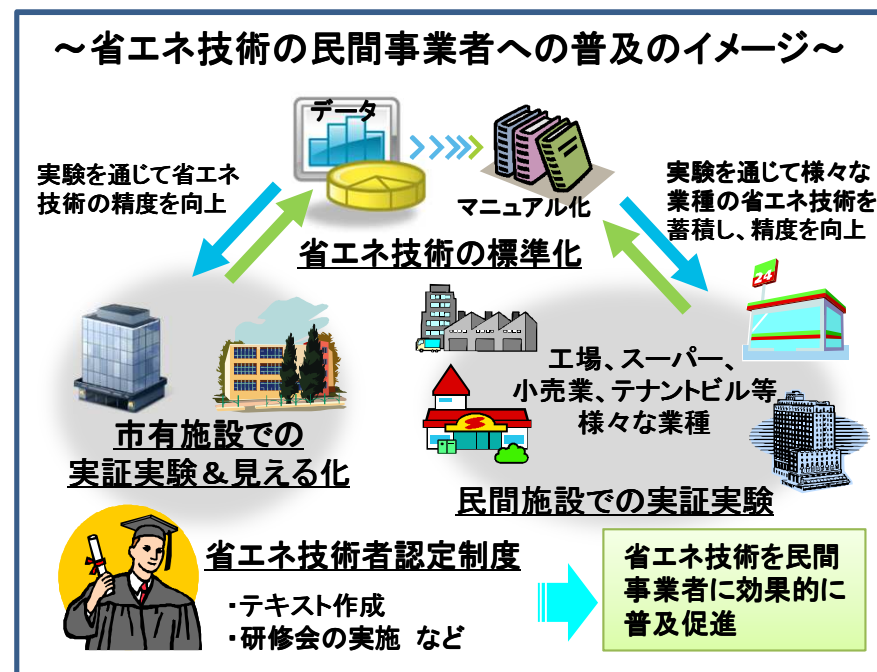 ～省エネ技術の民間事業者への普及のイメージ～
データ
マニュアル化
実験を通じて省エネ
技術の精度を向上
実験を通じて様々な
業種の省エネ技術を
蓄積し、精度を向上
省エネ技術の標準化
24
工場、スーパー、
小売業、テナントビル等
様々な業種
市有施設での
実証実験＆見える化
民間施設での実証実験
省エネ技術者認定制度
・テキスト作成
・研修会の実施 など
省エネ技術を民間
事業者に効果的に
普及促進